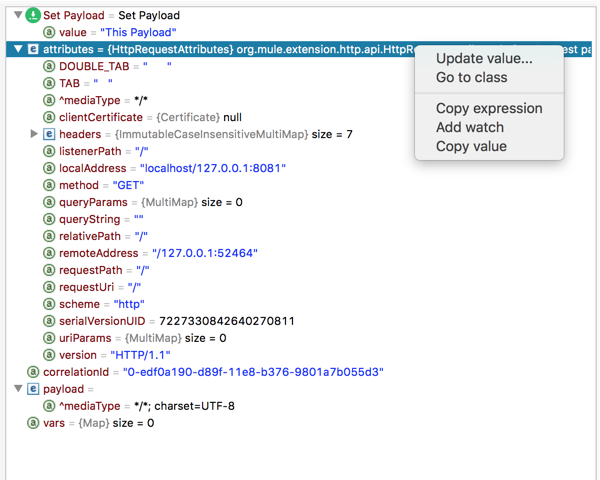 Set Payload = Set Payload
value = "This Payload"
attributes = {HttpRequestAttributes} org.mule.extension.http.api.HttpR
Update value...
Go to class
Copy expression
Add watch
Copy value
DOUBLE_TAB = "      "
TAB = "   "
^mediaType = */*
clientCertificate = {Certificate} null
headers = {ImmutableCaseInsensitiveMultiMap} size = 7
listenerPath = "/"
localAddress = "localhost/127.0.0.1:8081"
method = "GET"
queryParams = {MultiMap} size = 0
queryString = ""
relativePath = "/"
remoteAddress = "/127.0.0.1:52464"
requestPath = "/"
requestUri = "/"
scheme = "http"
serialVersionUID = 7227330842640270811
uriParams = {MultiMap} size = 0
version = "HTTP/1.1"
correlationId = "0-edf0a190-d89f-11e8-b376-9801a7b055d3"
payload =
^mediaType = */*; charset=UTF-8
vars = {Map} size = 0